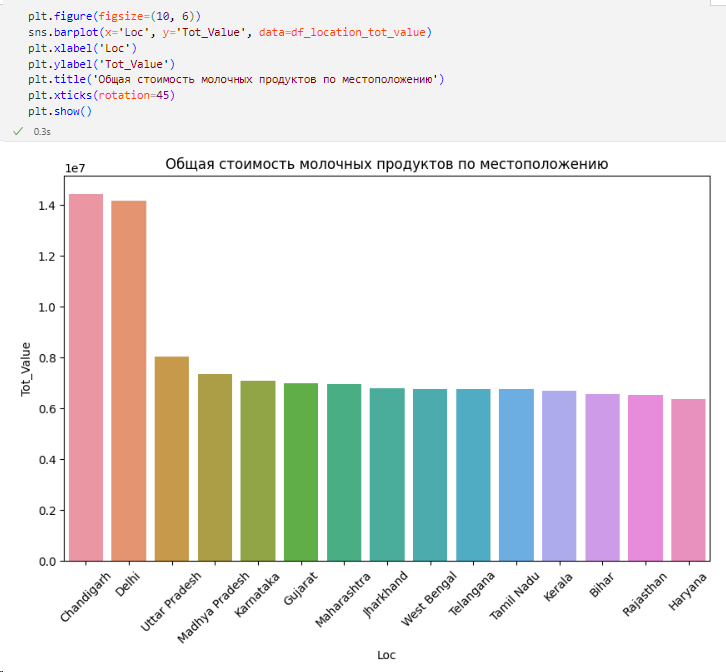 plt.figure(figsize=(10, 6))
sns.barplot(x='Loc', y='Tot_Value', data=df_location_tot_value)
plt.xlabel('Loc')
plt.ylabel('Tot_Value')
plt.title('Общая стоимость молочных продуктов по местоположению')
plt.xticks(rotation=45)
plt.show()
0.3s
Общая стоимость молочных продуктов по местоположению
1e7
1.4
1.2
1.0
0.8
0.6
0.4
0.2
0.0
Tot_Value
Chandigarh
Delhi
Uttar Pradesh
Madhya Pradesh
Karnataka
Gujarat
Maharashtra
Jharkhand
West Bengal
Telangana
Tamil Nadu
Kerala
Bihar
Rajasthan
Haryana
Loc